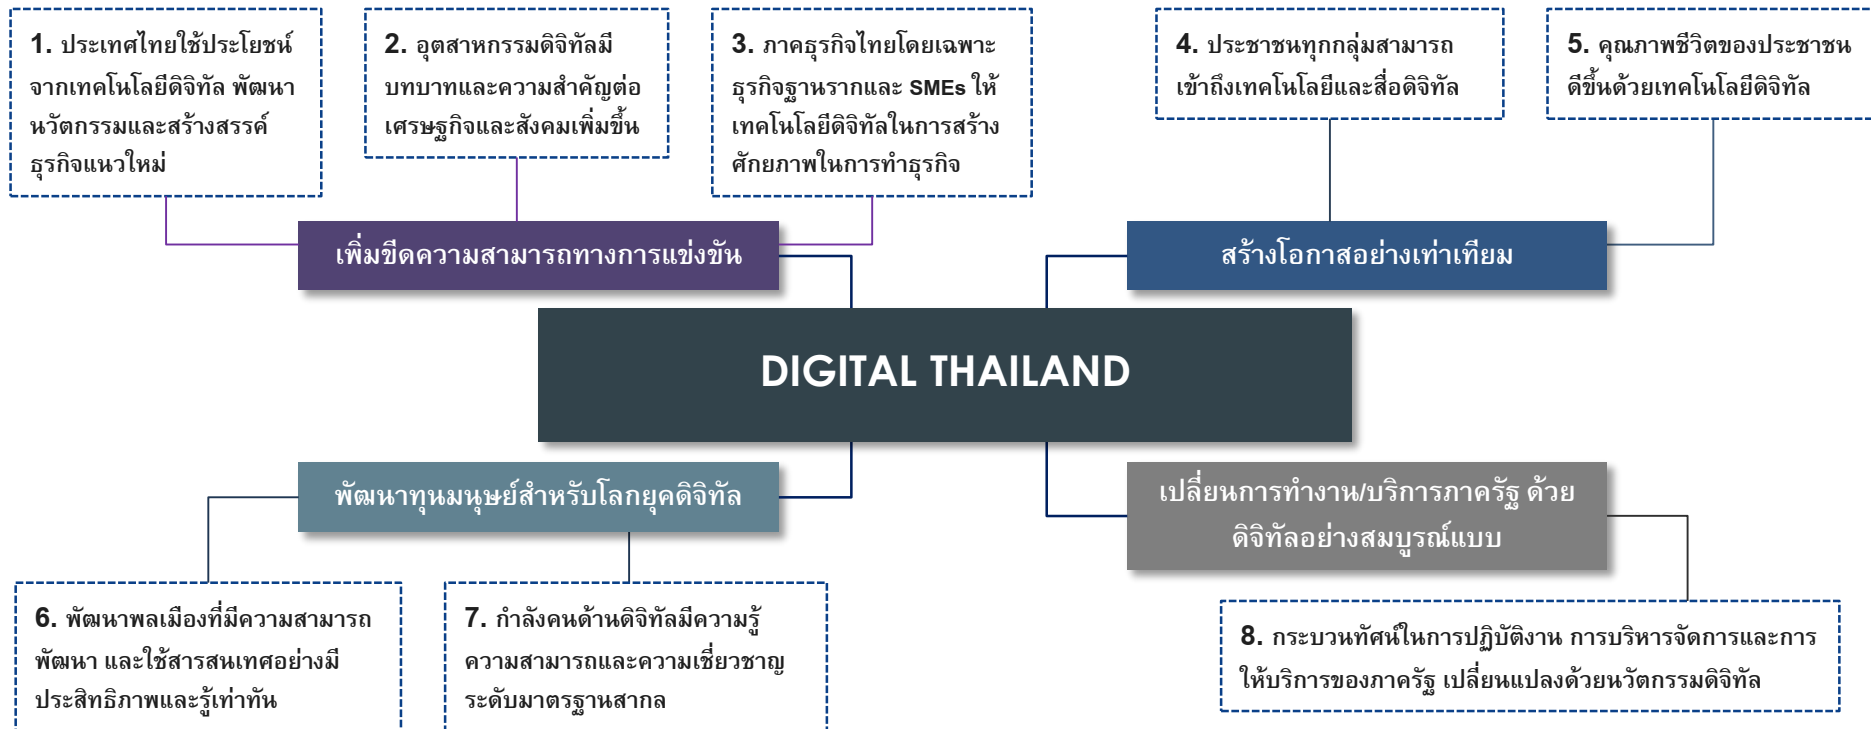 1. ประเทศไทยใช้ประโยชน์
จากเทคโนโลยีดิจิทัล พัฒนา
นวัตกรรมและสร้างสรรค์
ธุรกิจแนวใหม่
2. อุตสาหกรรมดิจิทัลมี
บทบาทและความสำคัญต่อ
เศรษฐกิจและสังคมเพิ่มขึ้น
3. ภาคธุรกิจไทยโดยเฉพาะ
ธุรกิจฐานรากและ SMEs ให้
เทคโนโลยีดิจิทัลในการสร้าง
ศักยภาพในการทำธุรกิจ
4. ประชาชนทุกกลุ่มสามารถ
เข้าถึงเทคโนโลยีและสื่อดิจิทัล
5. คุณภาพชีวิตของประชาชน
ดีขึ้นด้วยเทคโนโลยีดิจิทัล
เพิ่มขีดความสามารถทางการแข่งขัน
สร้างโอกาสอย่างเท่าเทียม
DIGITAL THAILAND
พัฒนาทุนมนุษย์สำหรับโลกยุคดิจิทัล
เปลี่ยนการทำงาน/บริการภาครัฐ ด้วย
ดิจิทัลอย่างสมบูรณ์แบบ
6. พัฒนาพลเมืองที่มีความสามารถ
พัฒนา และใช้สารสนเทศอย่างมี
ประสิทธิภาพและรู้เท่าทัน
7. กำลังคนด้านดิจิทัลมีความรู้
ความสามารถและความเชี่ยวชาญ
ระดับมาตรฐานสากล
8. กระบวนทัศน์ในการปฏิบัติงาน การบริหารจัดการและการ
ให้บริการของภาครัฐ เปลี่ยนแปลงด้วยนวัตกรรมดิจิทัล